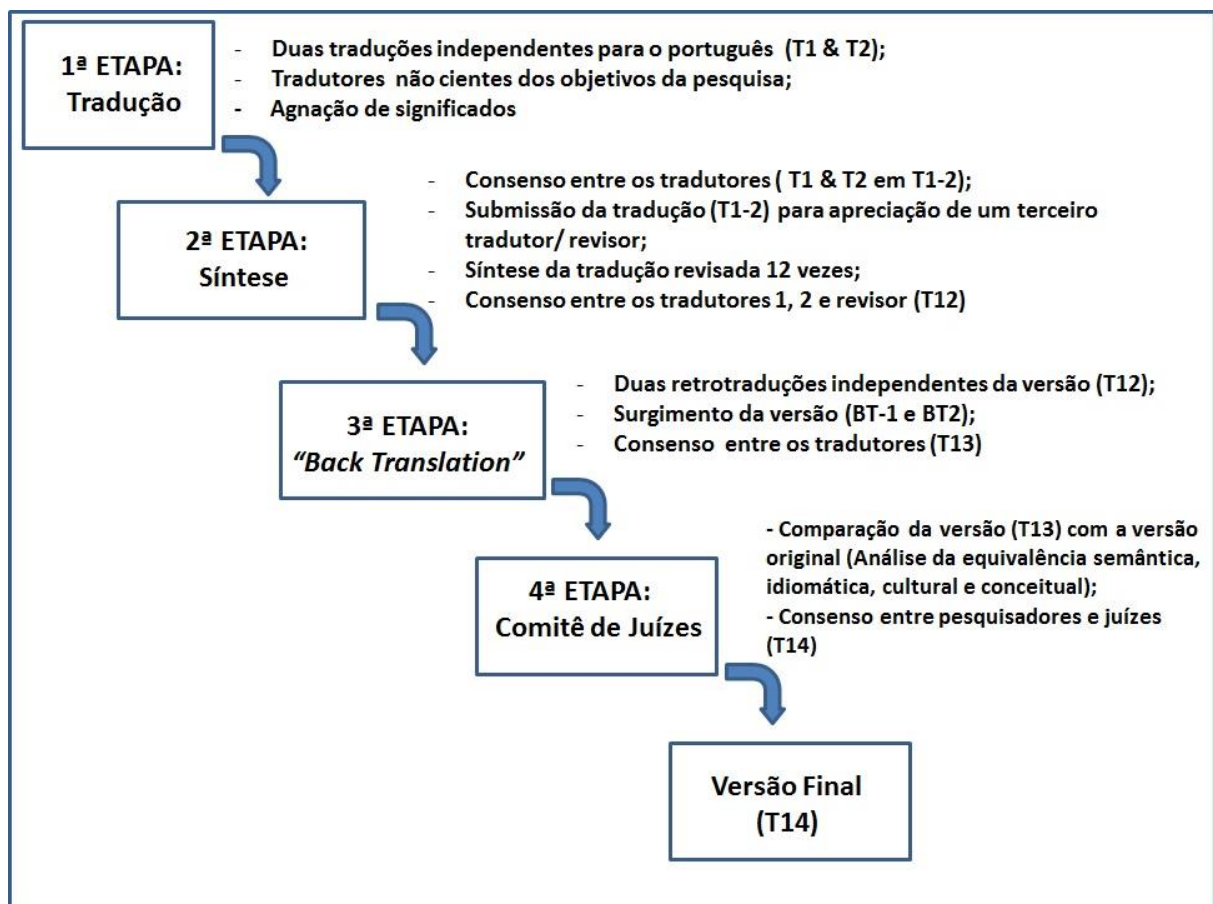 1ª ETAPA:
Tradução
- Duas traduções independentes para o português (T1 & T2);
- Tradutores não cientes dos objetivos da pesquisa;
- Agnação de significados
2ª ETAPA:
Síntese
- Consenso entre os tradutores ( T1 & T2 em T1-2);
- Submissão da tradução (T1-2) para apreciação de um terceiro
tradutor/ revisor;
- Síntese da tradução revisada 12 vezes;
- Consenso entre os tradutores 1, 2 e revisor (T12)
3ª ETAPA:
“Back Translation”
- Duas retrotraduções independentes da versão (T12);
- Surgimento da versão (BT-1 e BT2);
- Consenso entre os tradutores (T13)
4ª ETAPA:
Comitê de Juízes
- Comparação da versão (T13) com a versão
original (Análise da equivalência semântica,
idiomática, cultural e conceitual);
- Consenso entre pesquisadores e juízes
(T14)
Versão Final
(T14)